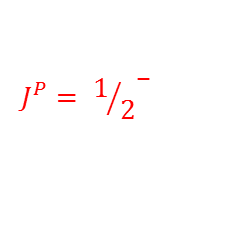 J^P = 1/2^−